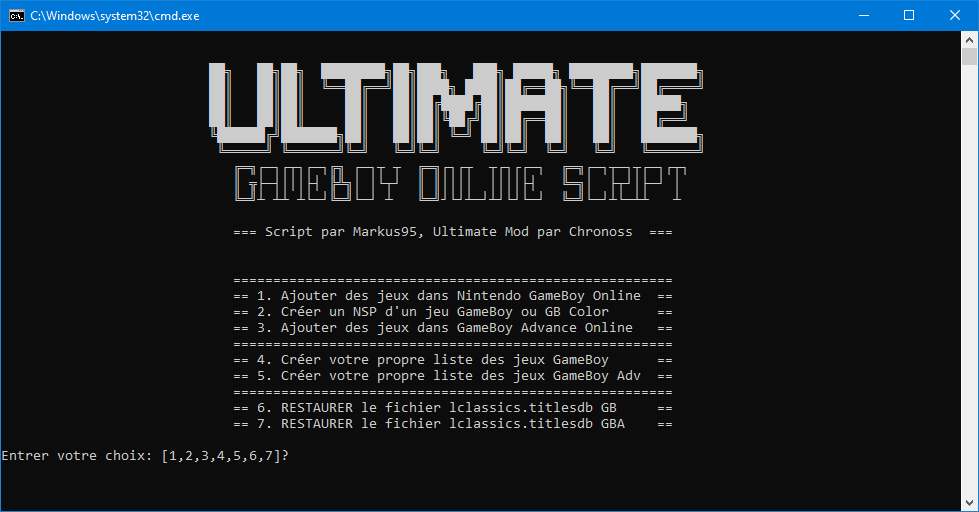 C:\Windows\system32\cmd.exe
ULTIMATE
GAMEBOY ONLINE SCRIPT
=== Script par Markus95, Ultimate Mod par Chronoss ===
=======================================================
== 1. Ajouter des jeux dans Nintendo GameBoy Online ==
== 2. Créer un NSP d'un jeu GameBoy ou GB Color ==
== 3. Ajouter des jeux dans GameBoy Advance Online ==
=======================================================
== 4. Créer votre propre liste des jeux GameBoy ==
== 5. Créer votre propre liste des jeux GameBoy Adv ==
=======================================================
== 6. RESTAURER le fichier lclassics.titlesdb GB ==
== 7. RESTAURER le fichier lclassics.titlesdb GBA ==
Entrer votre choix: [1,2,3,4,5,6,7]?